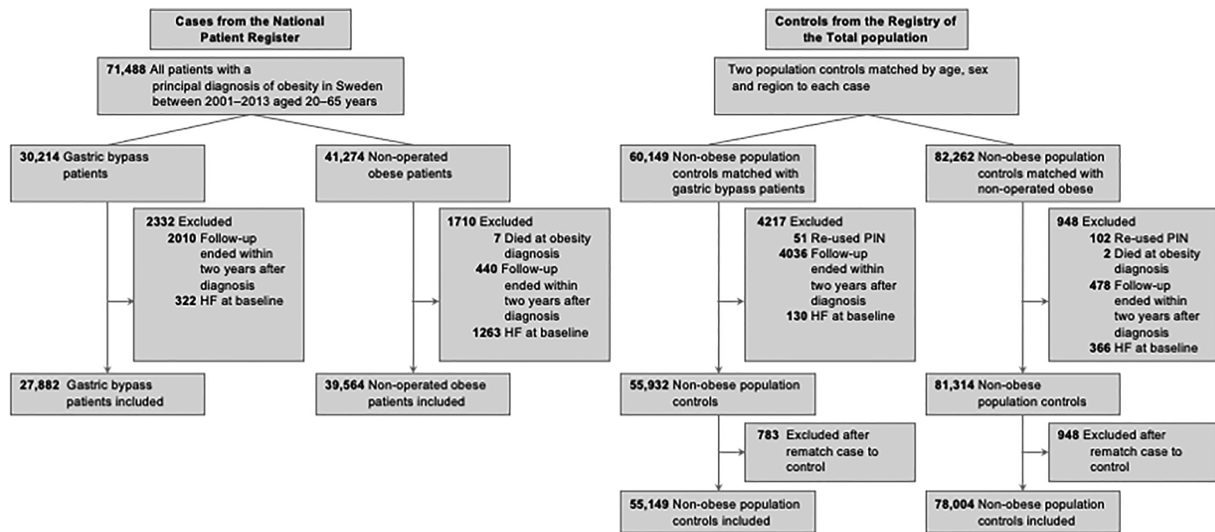 Cases from the National
Patient Register
71,488 All patients with a
principal diagnosis of obesity in Sweden
between 2001–2013 aged 20–65 years
30,214 Gastric bypass
patients
41,274 Non-operated
obese patients
2332 Excluded
2010 Follow-up
ended within
two years after
diagnosis
322 HF at baseline
1710 Excluded
7 Died at obesity
diagnosis
440 Follow-up
ended within
two years after
diagnosis
1263 HF at baseline
27,882 Gastric bypass
patients included
39,564 Non-operated obese
patients included
Controls from the Registry of
the Total population
Two population controls matched by age, sex
and region to each case
60,149 Non-obese population
controls matched with
gastric bypass patients
82,262 Non-obese population
controls matched with
non-operated obese
4217 Excluded
51 Re-used PIN
4036 Follow-up
ended within
two years after
diagnosis
130 HF at baseline
948 Excluded
102 Re-used PIN
2 Died at obesity
diagnosis
478 Follow-up
ended within
two years after
diagnosis
366 HF at baseline
55,932 Non-obese population
controls
81,314 Non-obese
population controls
783 Excluded after
rematch case to
control
948 Excluded after
rematch case to
control
55,149 Non-obese population
controls included
78,004 Non-obese population
controls included